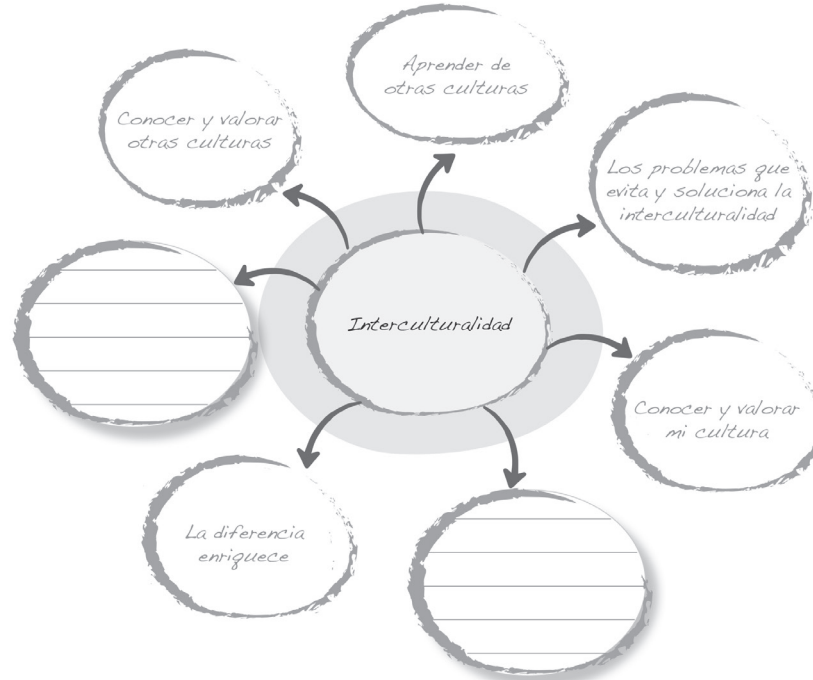 Aprender de
otras culturas
Conocer y valorar
otras culturas
Los problemas que
evita y soluciona la
interculturalidad
Interculturalidad
Conocer y valorar
mi cultura
La diferencia
enriquece